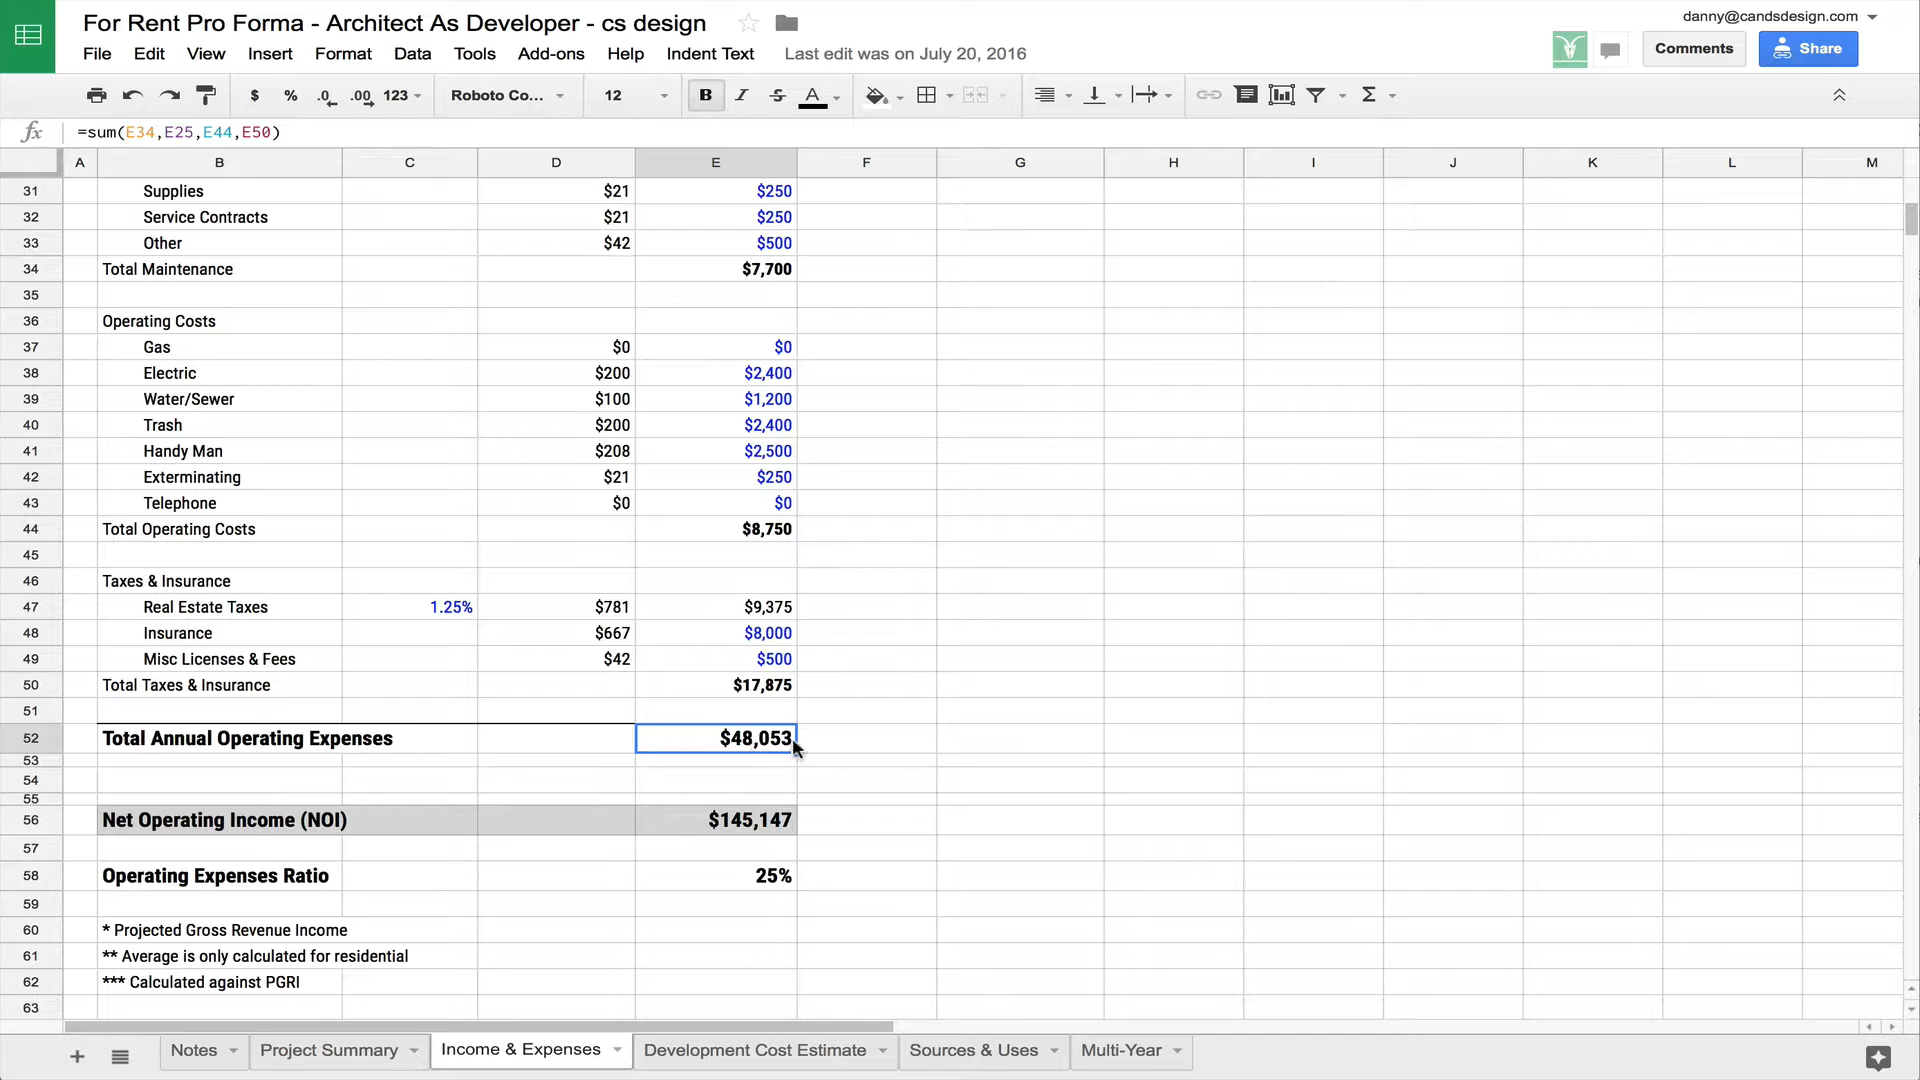 For Rent Pro Forma - Architect As Developer - cs design
danny@candsdesign.com
File Edit View Insert Format Data Tools Add-ons Help Indent Text Last edit was on July 20, 2016
Comments Share
$ % .0 .00 123 Roboto Co... 12 B I S A Σ
fx =sum(E34,E25,E44,E50)
A B C D E F G H I J K L M
31 Supplies $21 $250
32 Service Contracts $21 $250
33 Other $42 $500
34 Total Maintenance $7,700
35
36 Operating Costs
37 Gas $0 $0
38 Electric $200 $2,400
39 Water/Sewer $100 $1,200
40 Trash $200 $2,400
41 Handy Man $208 $2,500
42 Exterminating $21 $250
43 Telephone $0 $0
44 Total Operating Costs $8,750
45
46 Taxes & Insurance
47 Real Estate Taxes 1.25% $781 $9,375
48 Insurance $667 $8,000
49 Misc Licenses & Fees $42 $500
50 Total Taxes & Insurance $17,875
51
52 Total Annual Operating Expenses $48,053
53
54
55
56 Net Operating Income (NOI) $145,147
57
58 Operating Expenses Ratio 25%
59
60 * Projected Gross Revenue Income
61 ** Average is only calculated for residential
62 *** Calculated against PGRI
63
Notes Project Summary Income & Expenses Development Cost Estimate Sources & Uses Multi-Year